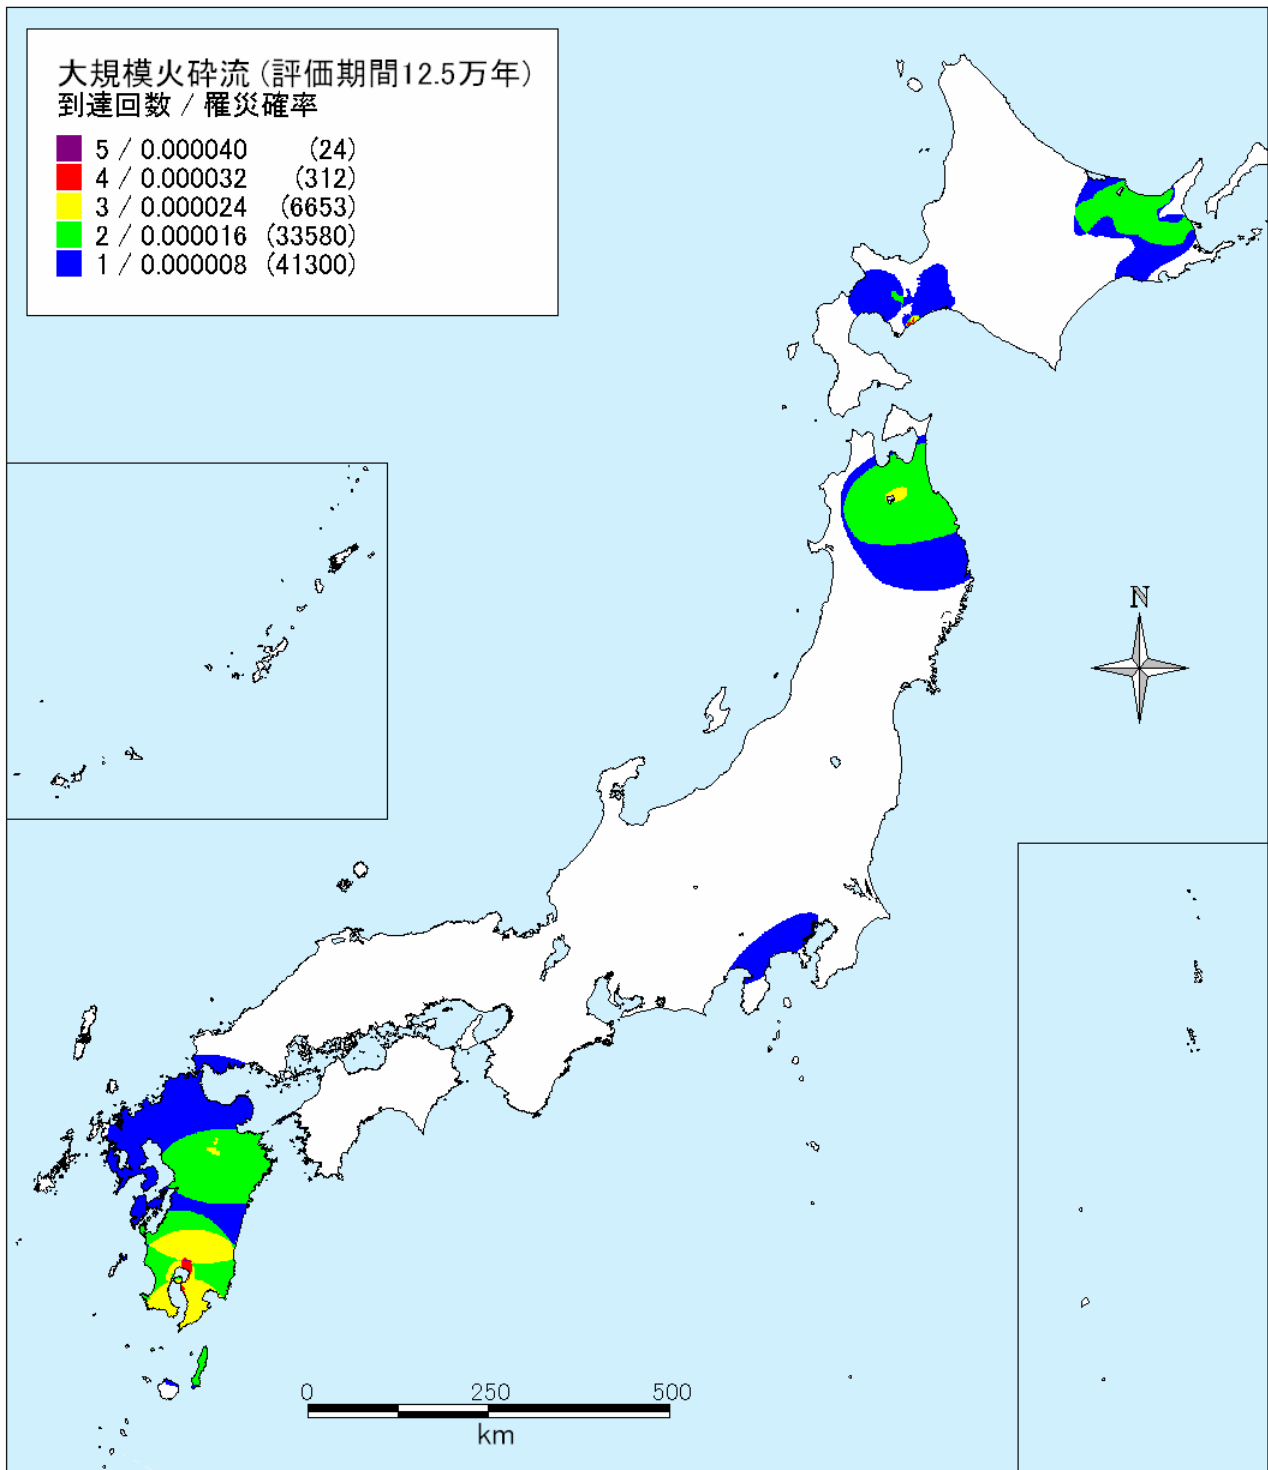 大規模火砕流 (評価期間12.5万年)
到達回数 / 罹災確率
5 / 0.000040 (24)
4 / 0.000032 (312)
3 / 0.000024 (6653)
2 / 0.000016 (33580)
1 / 0.000008 (41300)
N
0 250 500
km